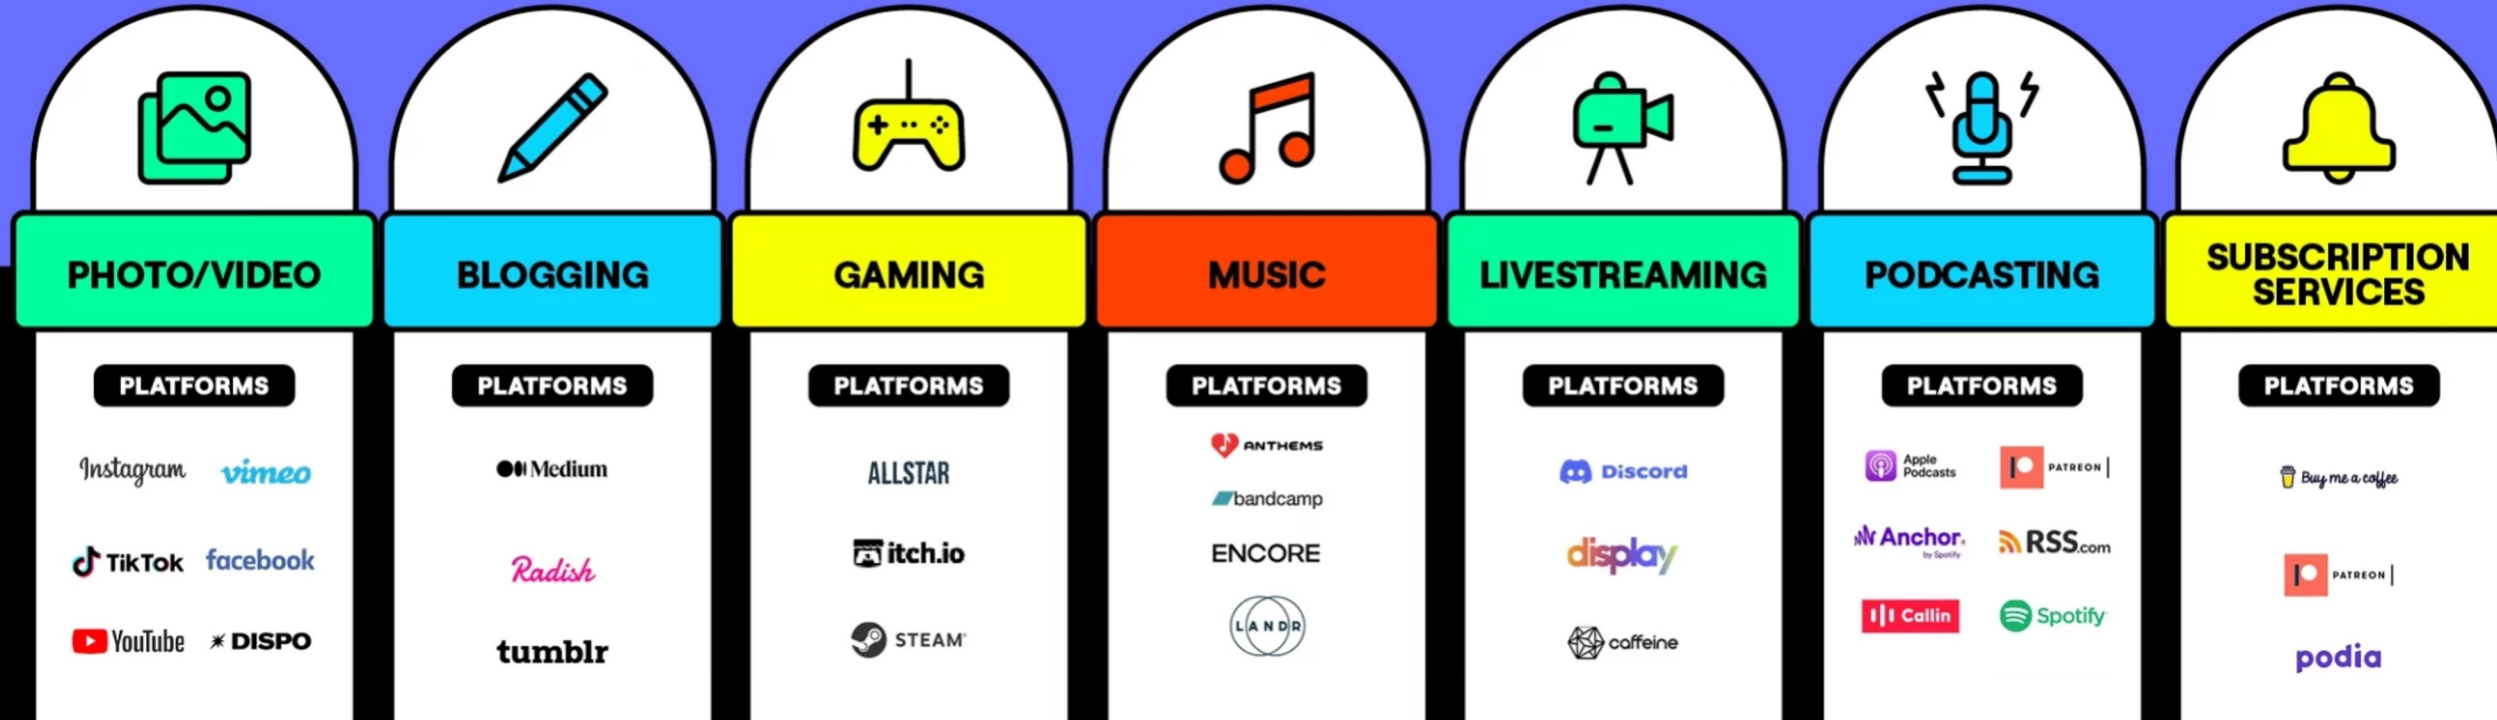 PHOTO/VIDEO
PLATFORMS
Instagram
vimeo
TikTok
facebook
YouTube
DISPO
BLOGGING
PLATFORMS
Medium
Radish
tumblr
GAMING
PLATFORMS
ALLSTAR
itch.io
STEAM®
MUSIC
PLATFORMS
ANTHEMS
bandcamp
ENCORE
LANDR
LIVESTREAMING
PLATFORMS
Discord
display
caffeine
PODCASTING
PLATFORMS
Apple
Podcasts
PATREON
Anchor
by Spotify
RSS.com
Callin
Spotify
SUBSCRIPTION
SERVICES
PLATFORMS
Buy me a coffee
PATREON
podia